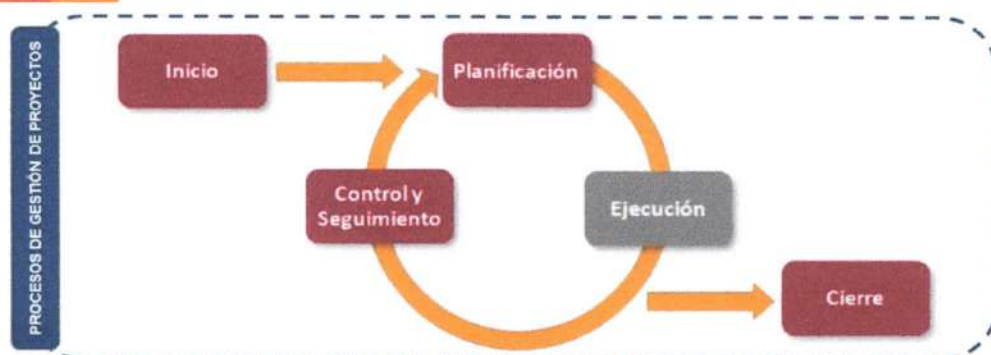 PROCESOS DE GESTIÓN DE PROYECTOS
Inicio
Planificación
Control y
Seguimiento
Ejecución
Cierre